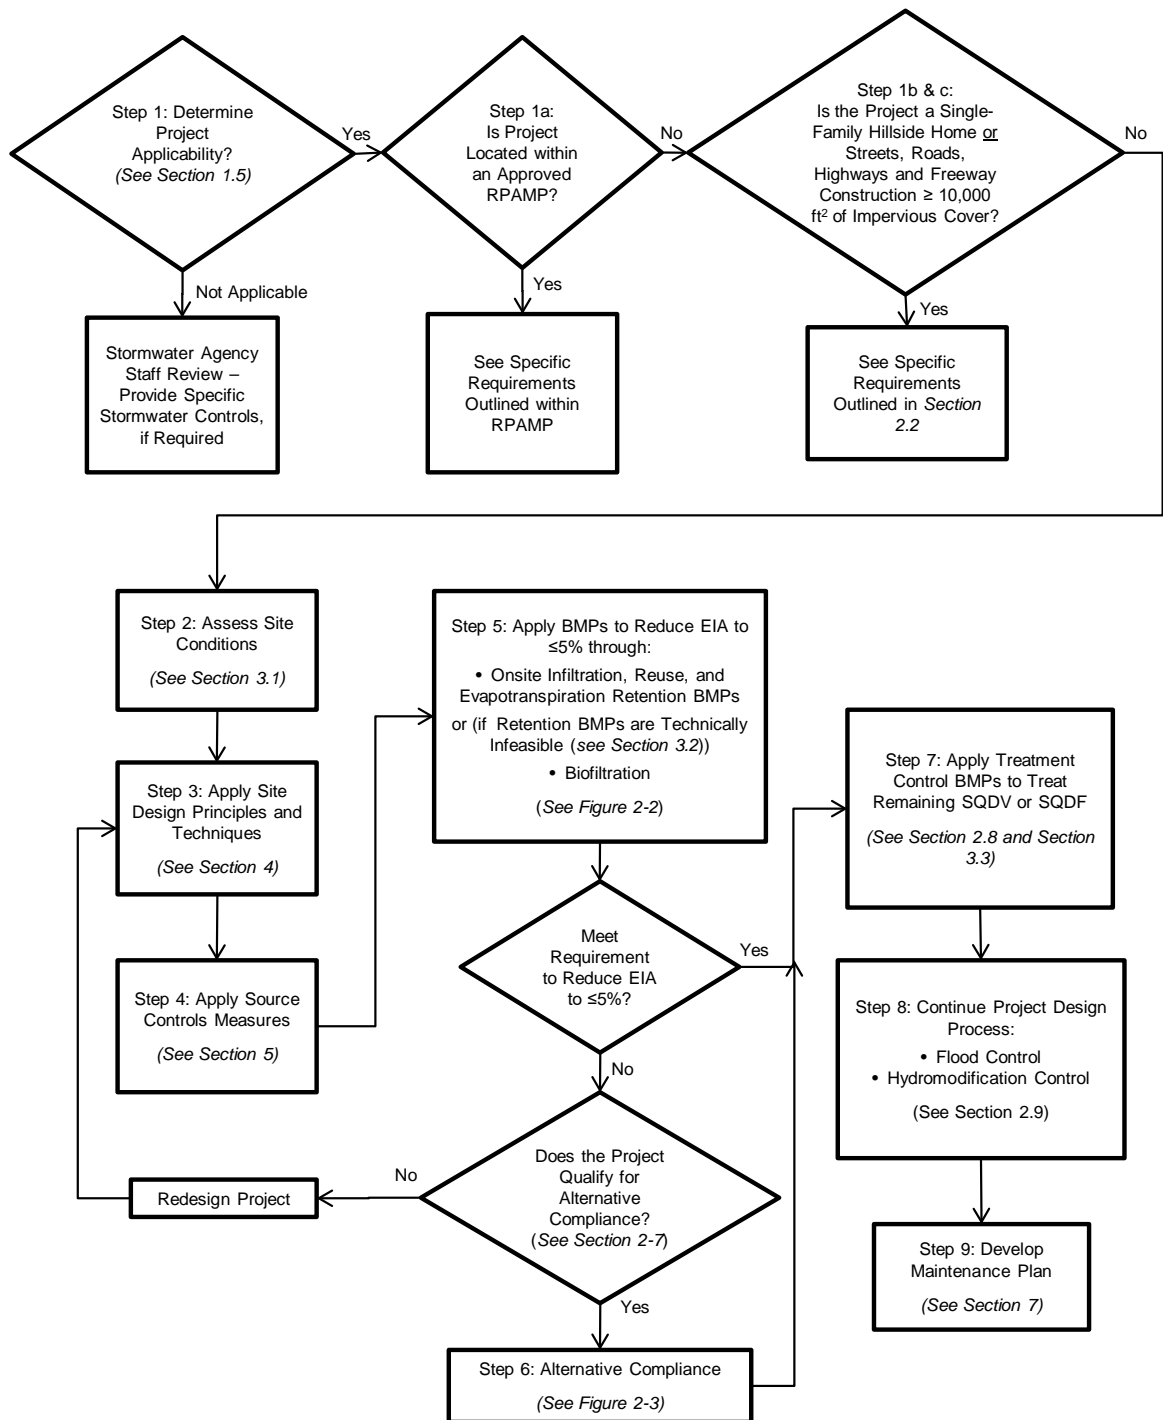 Step 1: Determine
Project
Applicability?
(See Section 1.5)
Yes
Not Applicable
Stormwater Agency
Staff Review –
Provide Specific
Stormwater Controls,
if Required
Step 1a:
Is Project
Located within
an Approved
RPAMP?
No
Yes
See Specific
Requirements
Outlined within
RPAMP
Step 1b & c:
Is the Project a Single-
Family Hillside Home or
Streets, Roads,
Highways and Freeway
Construction ≥ 10,000
ft² of Impervious Cover?
No
Yes
See Specific
Requirements
Outlined in Section
2.2
Step 2: Assess Site
Conditions
(See Section 3.1)
Step 3: Apply Site
Design Principles and
Techniques
(See Section 4)
Step 4: Apply Source
Controls Measures
(See Section 5)
Step 5: Apply BMPs to Reduce EIA to
≤5% through:
• Onsite Infiltration, Reuse, and
Evapotranspiration Retention BMPs
or (if Retention BMPs are Technically
Infeasible (see Section 3.2))
• Biofiltration
(See Figure 2-2)
Meet
Requirement
to Reduce EIA
to ≤5%?
Yes
No
Does the Project
Qualify for
Alternative
Compliance?
(See Section 2-7)
No
Redesign Project
Yes
Step 6: Alternative Compliance
(See Figure 2-3)
Step 7: Apply Treatment
Control BMPs to Treat
Remaining SQDV or SQDF
(See Section 2.8 and Section
3.3)
Step 8: Continue Project Design
Process:
• Flood Control
• Hydromodification Control
(See Section 2.9)
Step 9: Develop
Maintenance Plan
(See Section 7)